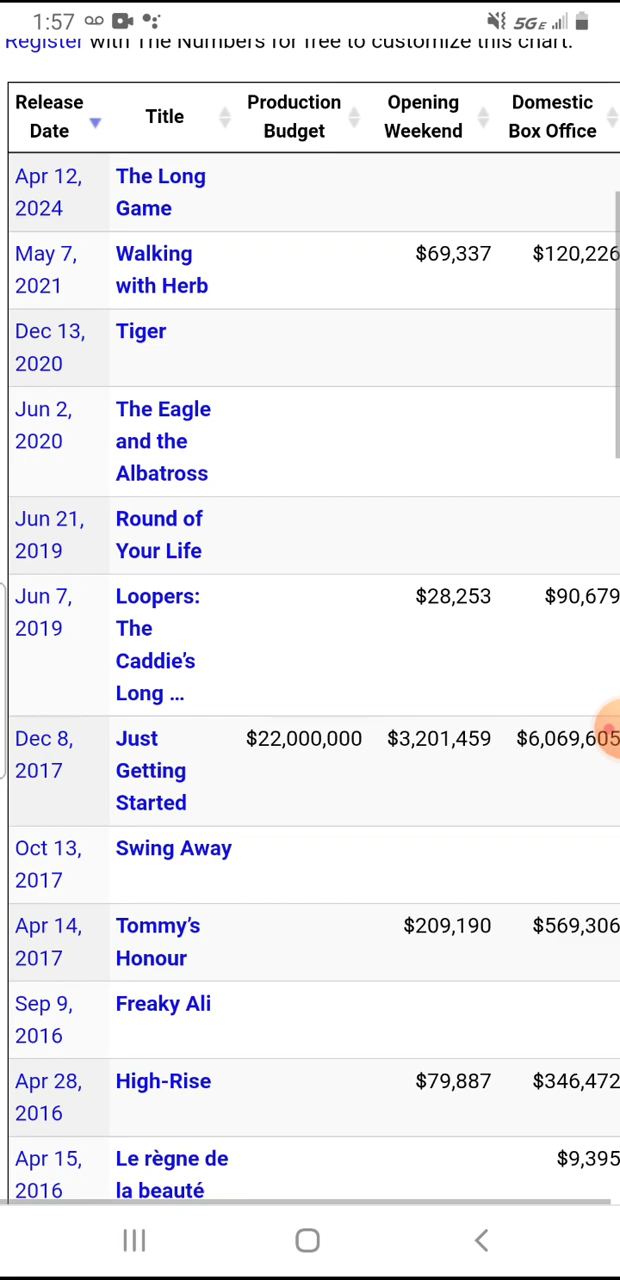 1:57
5GE
Register with The Numbers for free to customize this chart.
Release Date Title Production Budget Opening Weekend Domestic Box Office
Apr 12, 2024 The Long Game
May 7, 2021 Walking with Herb $69,337 $120,226
Dec 13, 2020 Tiger
Jun 2, 2020 The Eagle and the Albatross
Jun 21, 2019 Round of Your Life
Jun 7, 2019 Loopers: The Caddie’s Long ... $28,253 $90,679
Dec 8, 2017 Just Getting Started $22,000,000 $3,201,459 $6,069,605
Oct 13, 2017 Swing Away
Apr 14, 2017 Tommy’s Honour $209,190 $569,306
Sep 9, 2016 Freaky Ali
Apr 28, 2016 High-Rise $79,887 $346,472
Apr 15, 2016 Le règne de la beauté $9,395